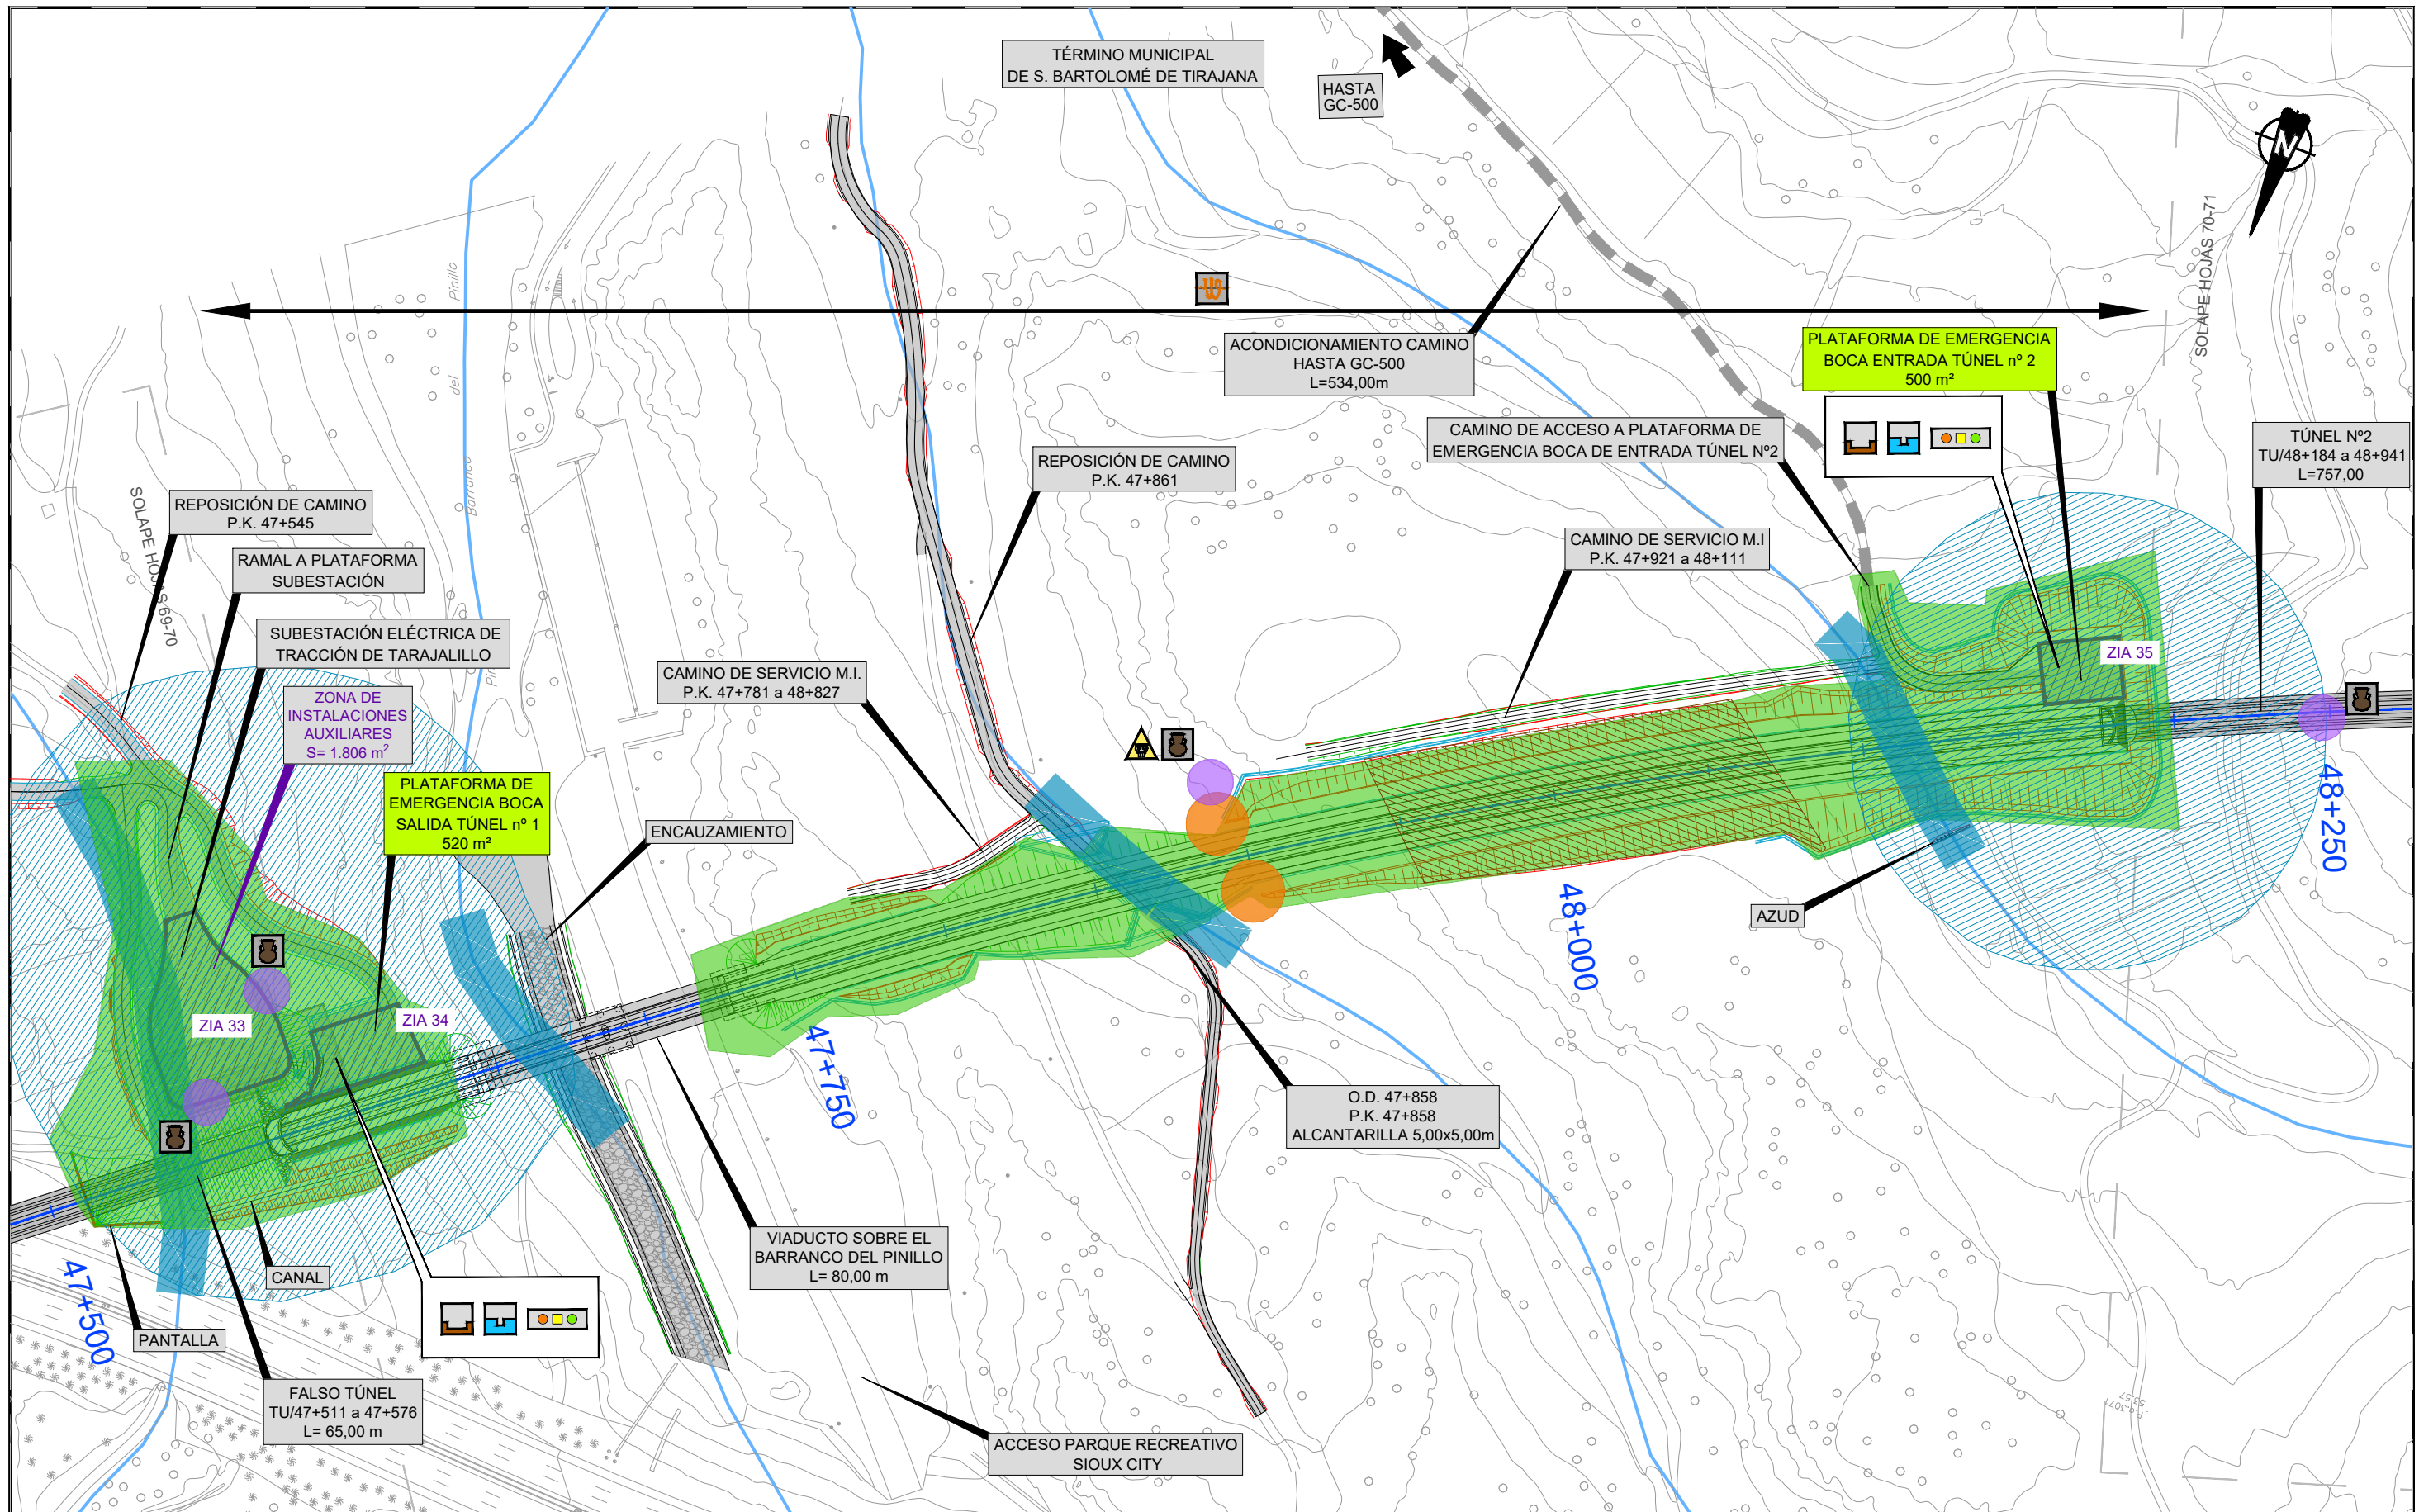 TÉRMINO MUNICIPAL
DE S. BARTOLOMÉ DE TIRAJANA
HASTA
GC-500
N
SOLAPE HOJAS 70-71
ACONDICIONAMIENTO CAMINO
HASTA GC-500
L=534,00m
PLATAFORMA DE EMERGENCIA
BOCA ENTRADA TÚNEL nº 2
500 m²
CAMINO DE ACCESO A PLATAFORMA DE
EMERGENCIA BOCA DE ENTRADA TÚNEL Nº2
TÚNEL Nº2
TU/48+184 a 48+941
L=757,00
REPOSICIÓN DE CAMINO
P.K. 47+861
REPOSICIÓN DE CAMINO
P.K. 47+545
SOLAPE HOJAS 69-70
Barranco
del
Pinillo
RAMAL A PLATAFORMA
SUBESTACIÓN
CAMINO DE SERVICIO M.I
P.K. 47+921 a 48+111
SUBESTACIÓN ELÉCTRICA DE
TRACCIÓN DE TARAJALILLO
ZIA 35
CAMINO DE SERVICIO M.I.
P.K. 47+781 a 48+827
ZONA DE
INSTALACIONES
AUXILIARES
S= 1.806 m²
PLATAFORMA DE
EMERGENCIA BOCA
SALIDA TÚNEL nº 1
520 m²
ENCAUZAMIENTO
48+250
AZUD
48+000
ZIA 33
ZIA 34
47+750
O.D. 47+858
P.K. 47+858
ALCANTARILLA 5,00x5,00m
VIADUCTO SOBRE EL
BARRANCO DEL PINILLO
L= 80,00 m
CANAL
47+500
PANTALLA
FALSO TÚNEL
TU/47+511 a 47+576
L= 65,00 m
ACCESO PARQUE RECREATIVO
SIOUX CITY